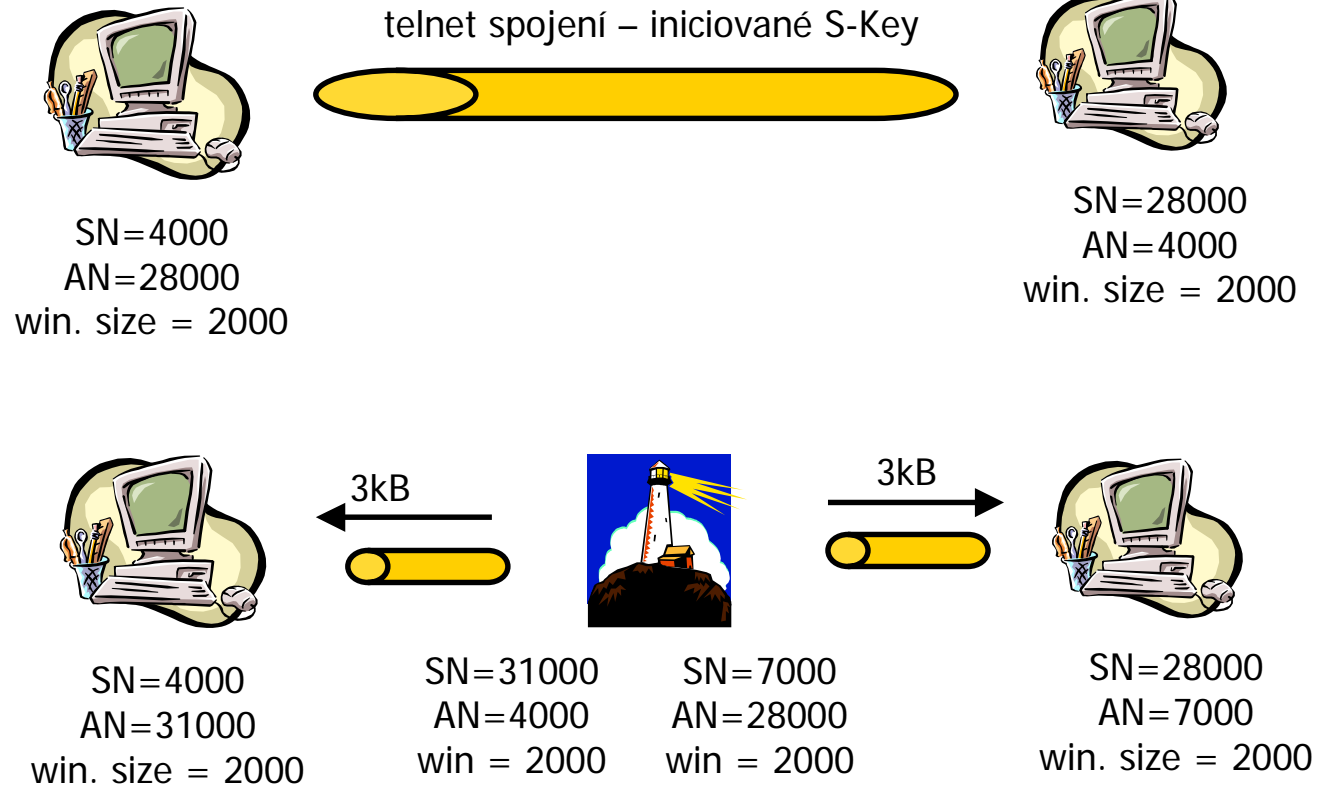 telnet spojení – iniciované S-Key
SN=4000
AN=28000
win. size = 2000
SN=28000
AN=4000
win. size = 2000
3kB
3kB
SN=4000
AN=31000
win. size = 2000
SN=31000
AN=4000
win = 2000
SN=7000
AN=28000
win = 2000
SN=28000
AN=7000
win. size = 2000